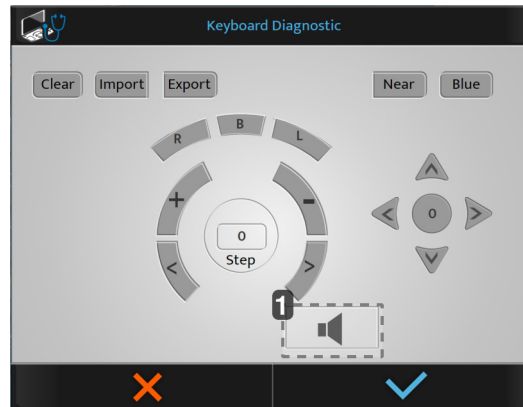 Keyboard Diagnostic
Clear Import Export Near Blue
R B L
+ -
0
Step
< >
0
1